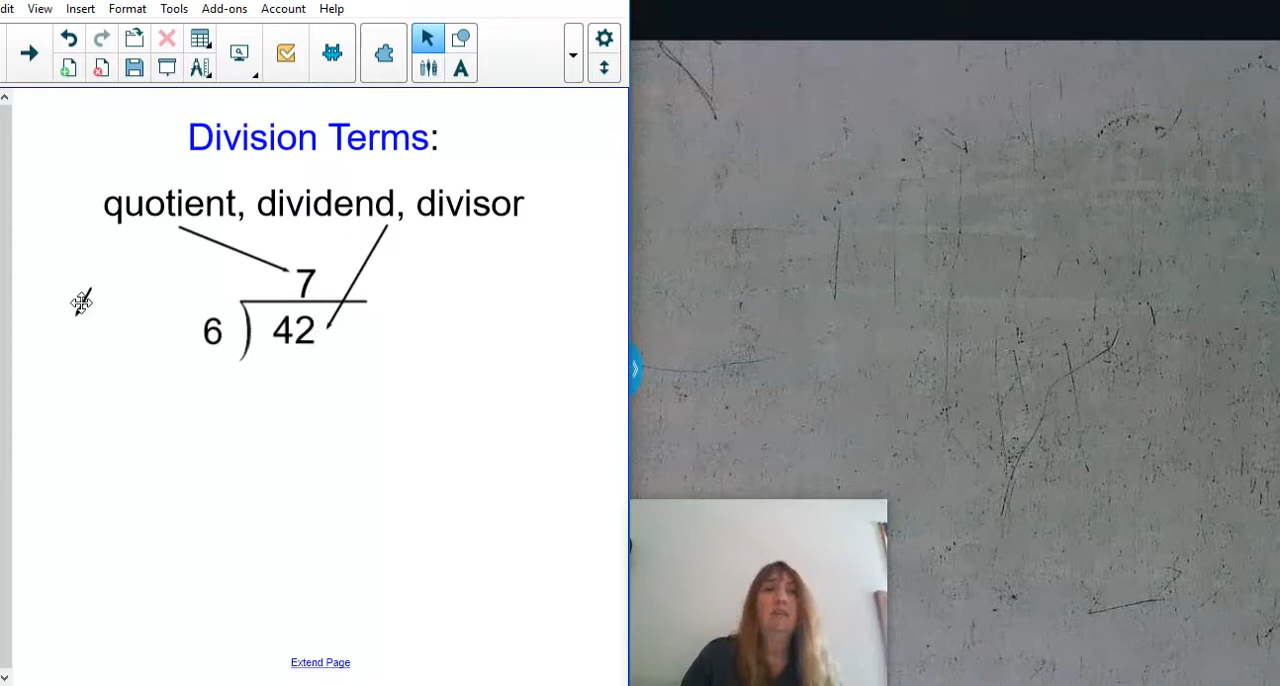 dit View Insert Format Tools Add-ons Account Help
A
Division Terms:
quotient, dividend, divisor
7
6 ) 42
Extend Page